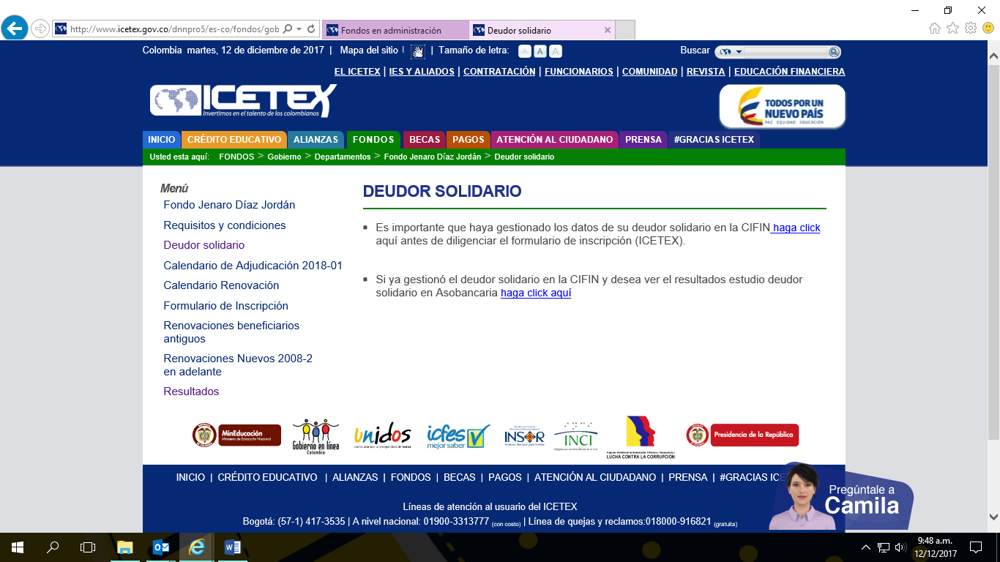 http://www.icetex.gov.co/dnnpro5/es-co/fondos/gob
Fondos en administración
Deudor solidario
Colombia martes, 12 de diciembre de 2017 | Mapa del sitio | | Tamaño de letra: A A A
Buscar
EL ICETEX | IES Y ALIADOS | CONTRATACIÓN | FUNCIONARIOS | COMUNIDAD | REVISTA | EDUCACIÓN FINANCIERA
ICETEX
Invertimos en el talento de los colombianos
TODOS POR UN
NUEVO PAÍS
PAZ EQUIDAD EDUCACIÓN
INICIO CRÉDITO EDUCATIVO ALIANZAS FONDOS BECAS PAGOS ATENCIÓN AL CIUDADANO PRENSA #GRACIAS ICETEX
Usted esta aquí: FONDOS > Gobierno > Departamentos > Fondo Jenaro Díaz Jordán > Deudor solidario
Menú
Fondo Jenaro Díaz Jordán
Requisitos y condiciones
Deudor solidario
Calendario de Adjudicación 2018-01
Calendario Renovación
Formulario de Inscripción
Renovaciones beneficiarios
antiguos
Renovaciones Nuevos 2008-2
en adelante
Resultados
DEUDOR SOLIDARIO
Es importante que haya gestionado los datos de su deudor solidario en la CIFIN haga click
aquí antes de diligenciar el formulario de inscripción (ICETEX).
Si ya gestionó el deudor solidario en la CIFIN y desea ver el resultados estudio deudor
solidario en Asobancaria haga click aquí
MinEducación
Ministerio de Educación Nacional
Gobierno en línea
Colombia
unidos
icfes
mejor saber
INSOR
Instituto Nacional para Sordos
INCI
LUCHA CONTRA LA CORRUPCIÓN
Presidencia de la República
INICIO | CRÉDITO EDUCATIVO | ALIANZAS | FONDOS | BECAS | PAGOS | ATENCIÓN AL CIUDADANO | PRENSA | #GRACIAS ICE
Pregúntale a
Camila
Líneas de atención al usuario del ICETEX
Bogotá: (57-1) 417-3535 | A nivel nacional: 01900-3313777 (con costo) | Línea de quejas y reclamos:018000-916821 (gratuita)
9:48 a.m.
12/12/2017